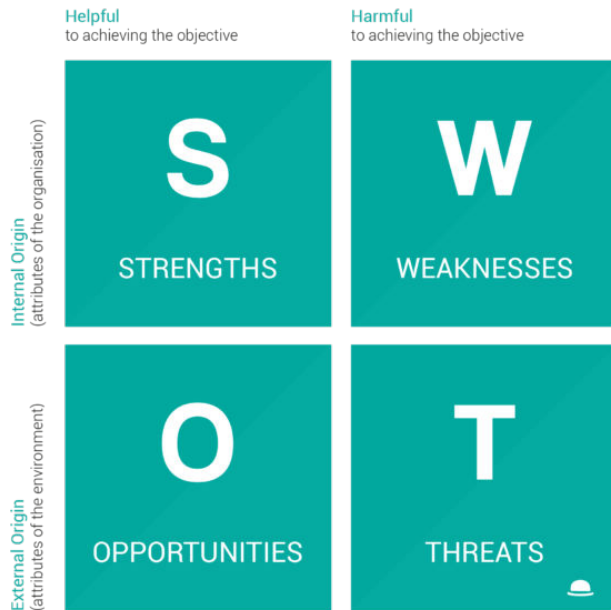 Helpful
to achieving the objective
Harmful
to achieving the objective
Internal Origin
(attributes of the organisation)
S
STRENGTHS
W
WEAKNESSES
External Origin
(attributes of the environment)
O
OPPORTUNITIES
T
THREATS